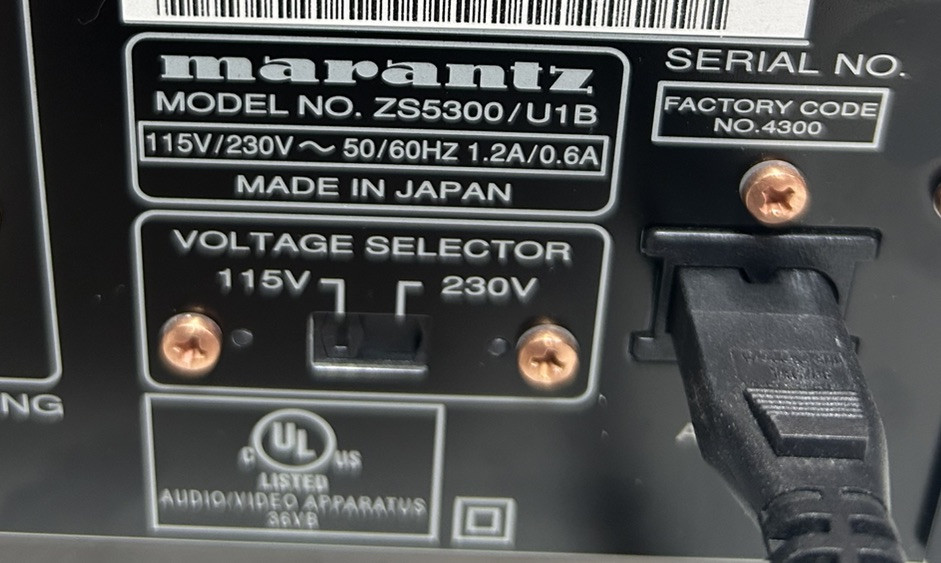 marantz
MODEL NO. ZS5300/U1B
115V/230V ~ 50/60HZ 1.2A/0.6A
MADE IN JAPAN
SERIAL NO.
FACTORY CODE
NO.4300
VOLTAGE SELECTOR
115V 230V
NG
C UL US
LISTED
AUDIO/VIDEO APPARATUS
36VB
A